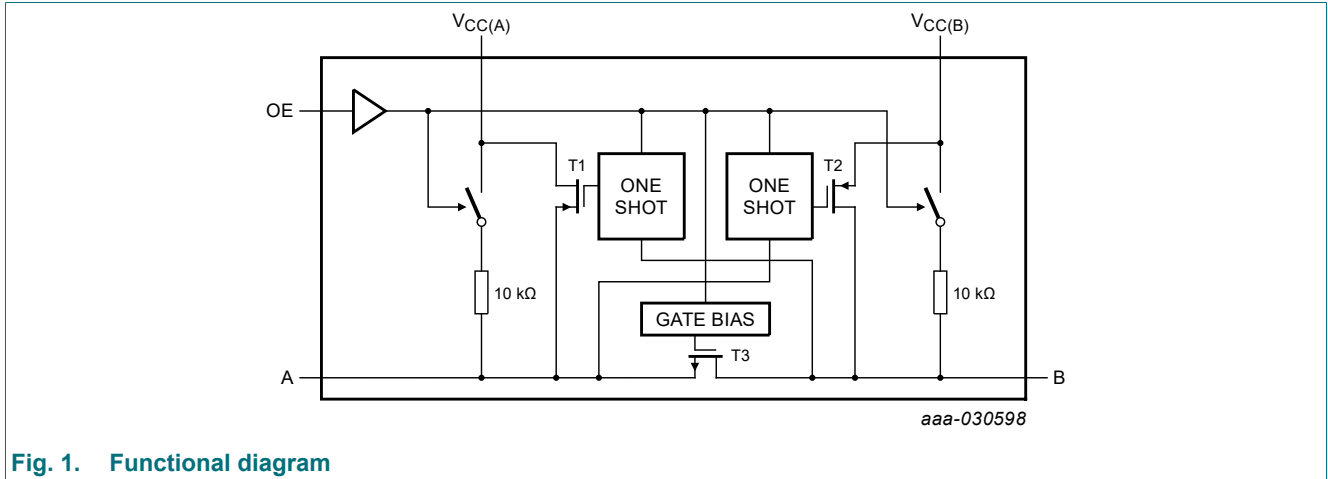 VCC(A)
VCC(B)
OE
T1
ONE
SHOT
ONE
SHOT
T2
10 kΩ
10 kΩ
GATE BIAS
T3
A
B
aaa-030598
Fig. 1. Functional diagram